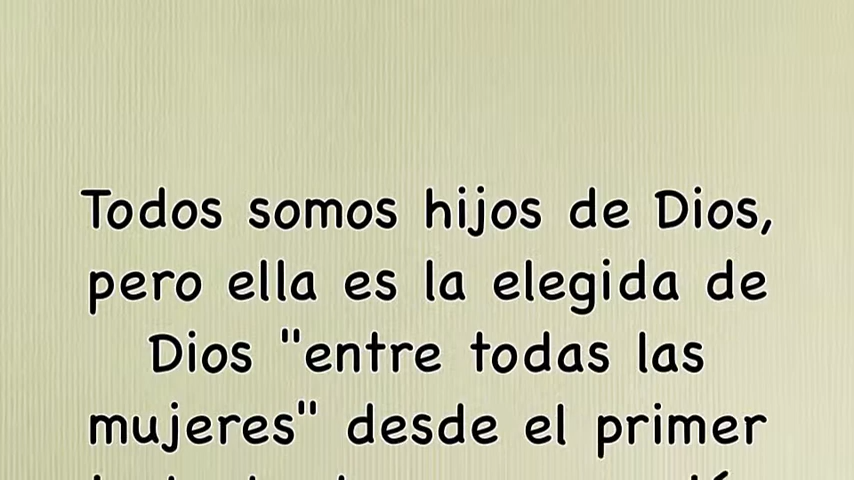 Todos somos hijos de Dios,
pero ella es la elegida de
Dios "entre todas las
mujeres" desde el primer